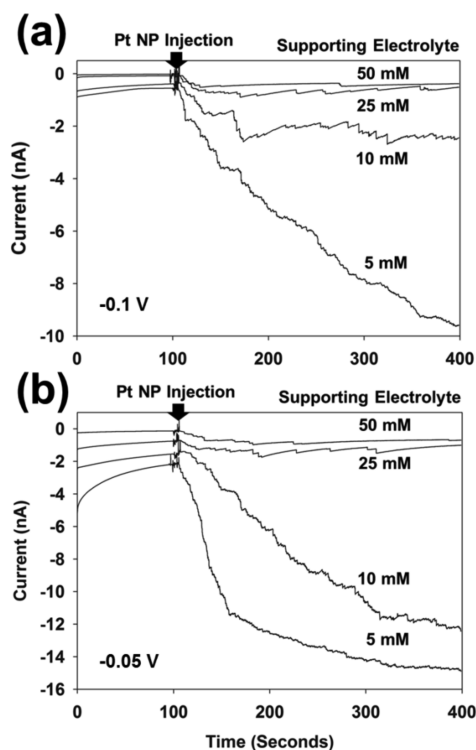 (a)
Pt NP Injection Supporting Electrolyte
0
-2
-4
-6
-8
-10
50 mM
25 mM
10 mM
5 mM
-0.1 V
Current (nA)
0 100 200 300 400
(b)
Pt NP Injection Supporting Electrolyte
0
-2
-4
-6
-8
-10
-12
-14
-16
50 mM
25 mM
10 mM
5 mM
-0.05 V
Current (nA)
0 100 200 300 400
Time (Seconds)